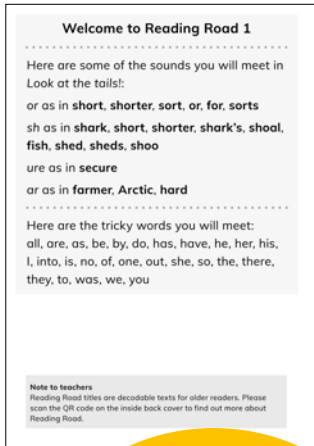 Welcome to Reading Road 1
Here are some of the sounds you will meet in
Look at the tails!:
or as in short, shorter, sort, or, for, sorts
sh as in shark, short, shorter, shark's, shoal,
fish, shed, sheds, shoo
ure as in secure
ar as in farmer, Arctic, hard
Here are the tricky words you will meet:
all, are, as, be, by, do, has, have, he, her, his,
I, into, is, no, of, one, out, she, so, the, there,
they, to, was, we, you
Note to teachers
Reading Road titles are decodable texts for older readers. Please
scan the QR code on the inside back cover to find out more about
Reading Road.